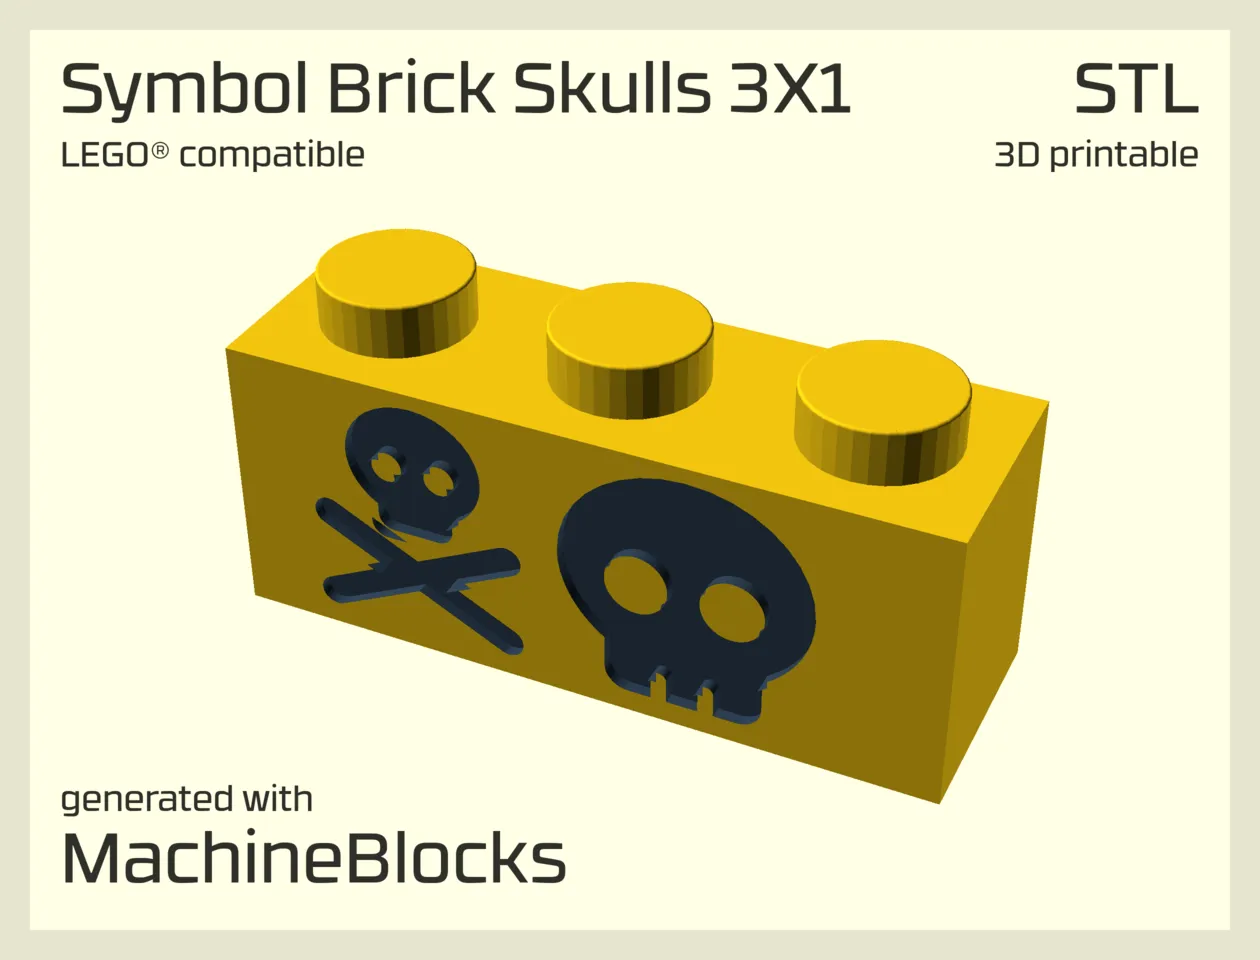 Symbol Brick Skulls 3X1
STL
LEGO® compatible
3D printable
generated with
MachineBlocks